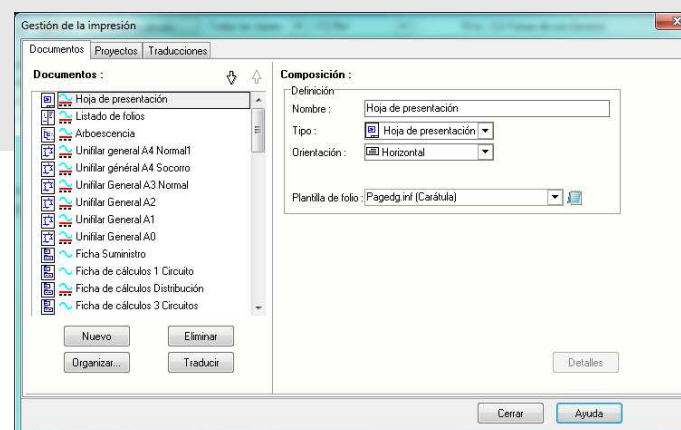 Gestión de la impresión
Documentos Proyectos Traducciones
Documentos :
Hoja de presentación
Listado de folios
Arboescencia
Unifilar general A4 Normal1
Unifilar général A4 Socorro
Unifilar General A3 Normal
Unifilar General A2
Unifilar General A1
Unifilar General A0
Ficha Suministro
Ficha de cálculos 1 Circuito
Ficha de cálculos Distribución
Ficha de cálculos 3 Circuitos
Nuevo Eliminar
Organizar... Traducir
Composición :
Definición
Nombre : Hoja de presentación
Tipo : Hoja de presentación
Orientación : Horizontal
Plantilla de folio : Pagedg.inf (Carátula)
Detalles
Cerrar Ayuda